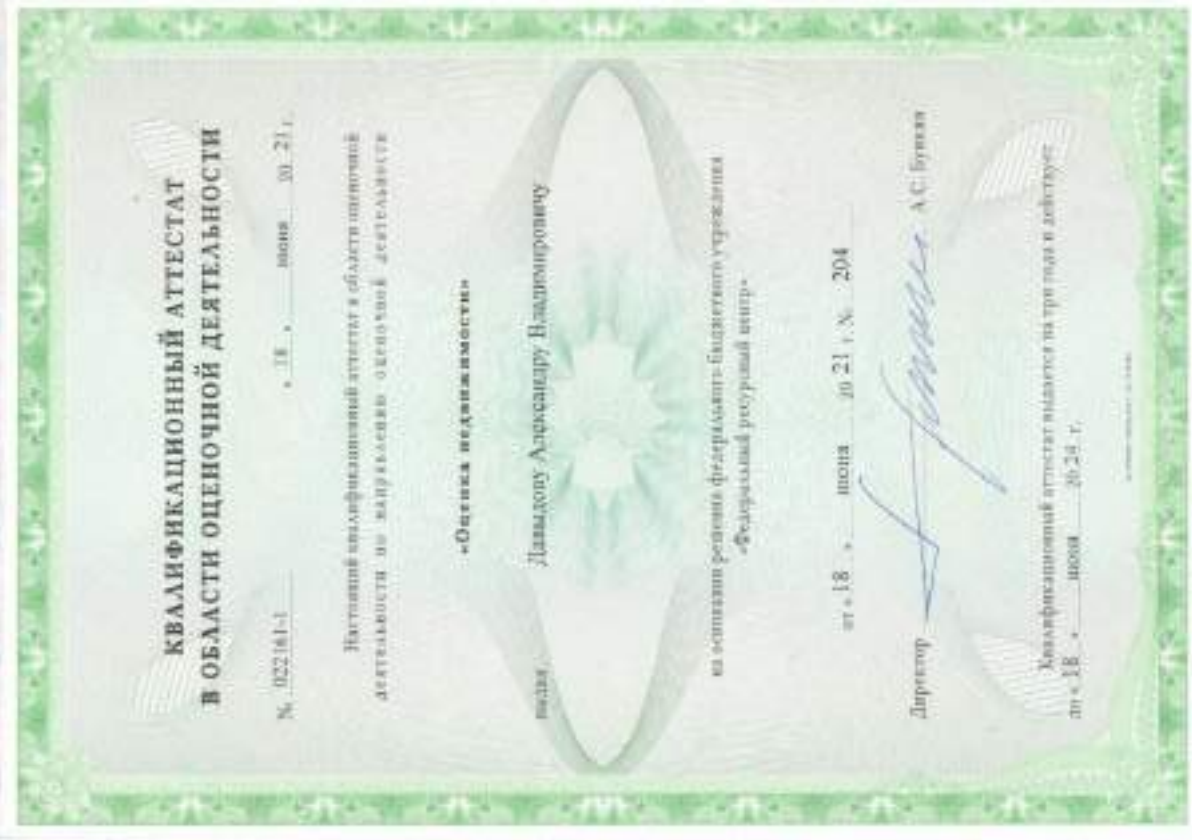 КВАЛИФИКАЦИОННЫЙ АТТЕСТАТ
В ОБЛАСТИ ОЦЕНОЧНОЙ ДЕЯТЕЛЬНОСТИ
№ 022161-1 « 18 » июня 20 21 г.
Настоящий квалификационный аттестат в области оценочной
деятельности по направлению оценочной деятельности
«Оценка недвижимости»
выдан Давыдову Александру Владимировичу
на основании решения федерального бюджетного учреждения
«Федеральный ресурсный центр»
от « 18 » июня 20 21 г. № 204
Директор А.С. Бункин
Квалификационный аттестат выдается на три года и действует
до « 18 » июня 20 24 г.